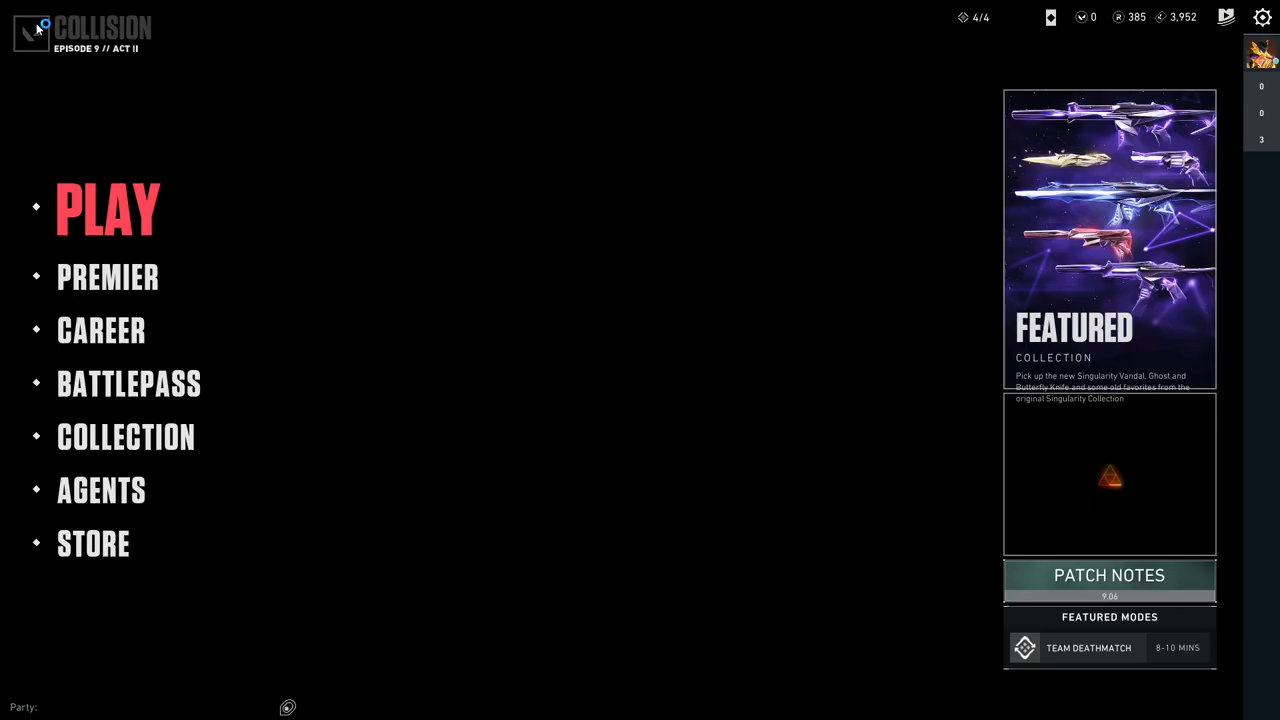 COLLISION
EPISODE 9 // ACT II
4/4
0
385
3,952
0
0
3
PLAY
PREMIER
CAREER
BATTLEPASS
COLLECTION
AGENTS
STORE
FEATURED
COLLECTION
Pick up the new Singularity Vandal, Ghost and
Butterfly Knife and some old favorites from the
original Singularity Collection
PATCH NOTES
9.06
FEATURED MODES
TEAM DEATHMATCH 8-10 MINS
Party: